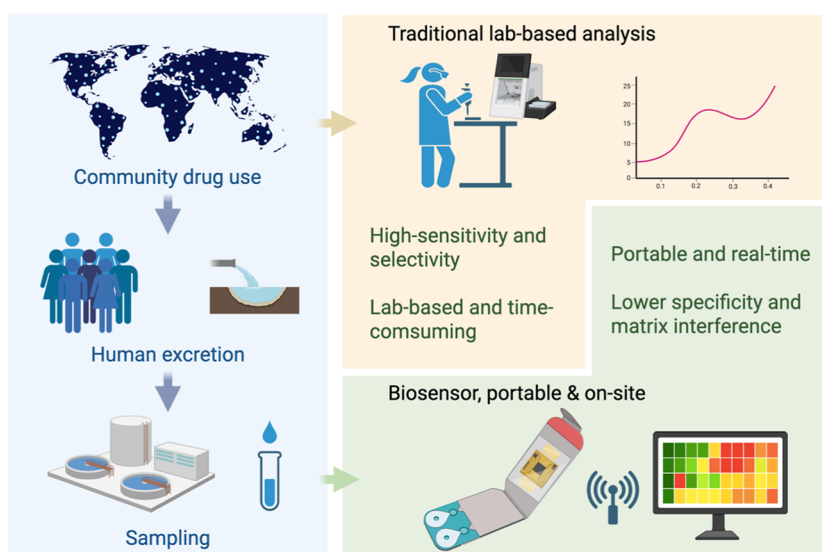 Community drug use
Human excretion
Sampling
Traditional lab-based analysis
25
20
15
10
5
0
0.1 0.2 0.3 0.4
High-sensitivity and
selectivity
Lab-based and time-
comsuming
Portable and real-time
Lower specificity and
matrix interference
Biosensor, portable & on-site